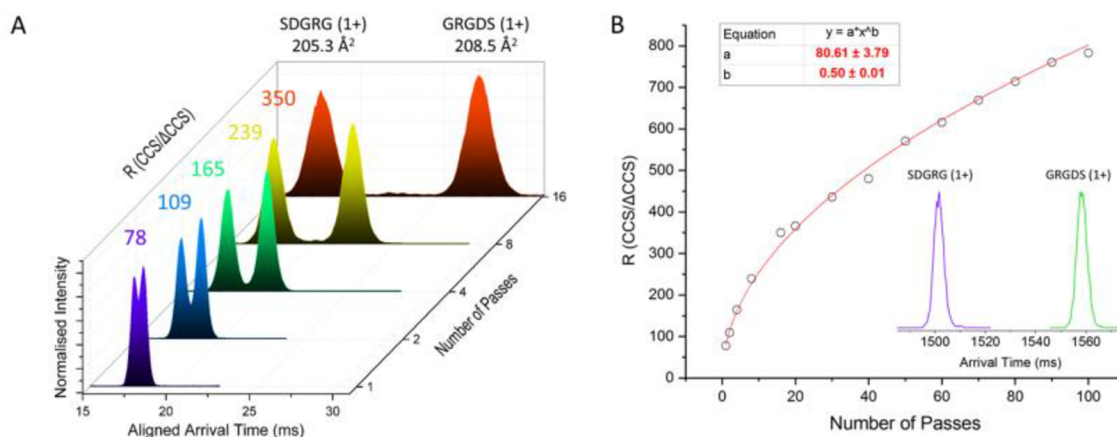 A
SDGRG (1+)
205.3 Å²
GRGDS (1+)
208.5 Å²
R (CCS/ΔCCS)
350
239
165
109
78
Normalised Intensity
16
8
4
2
1
Number of Passes
15
20
25
30
Aligned Arrival Time (ms)
B
Equation y = a*x^b
a 80.61 ± 3.79
b 0.50 ± 0.01
R (CCS/ΔCCS)
800
700
600
500
400
300
200
100
0
SDGRG (1+)
GRGDS (1+)
1500
1520
1540
1560
Arrival Time (ms)
0
20
40
60
80
100
Number of Passes